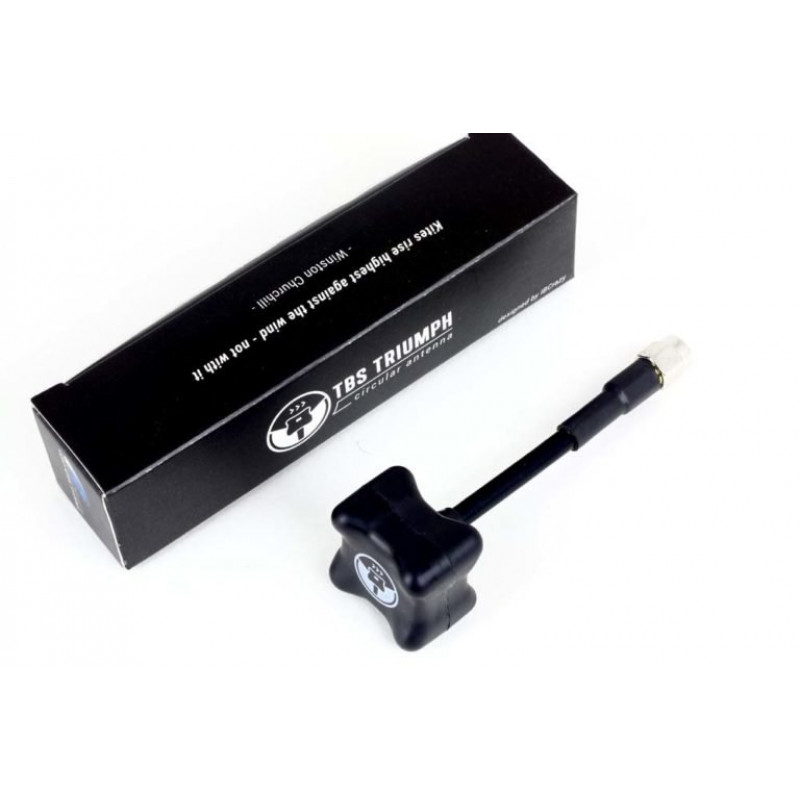 Kites rise highest against the wind - not with it
- Winston Churchill -
TBS TRIUMPH
circular antenna
designed by IBCrazy